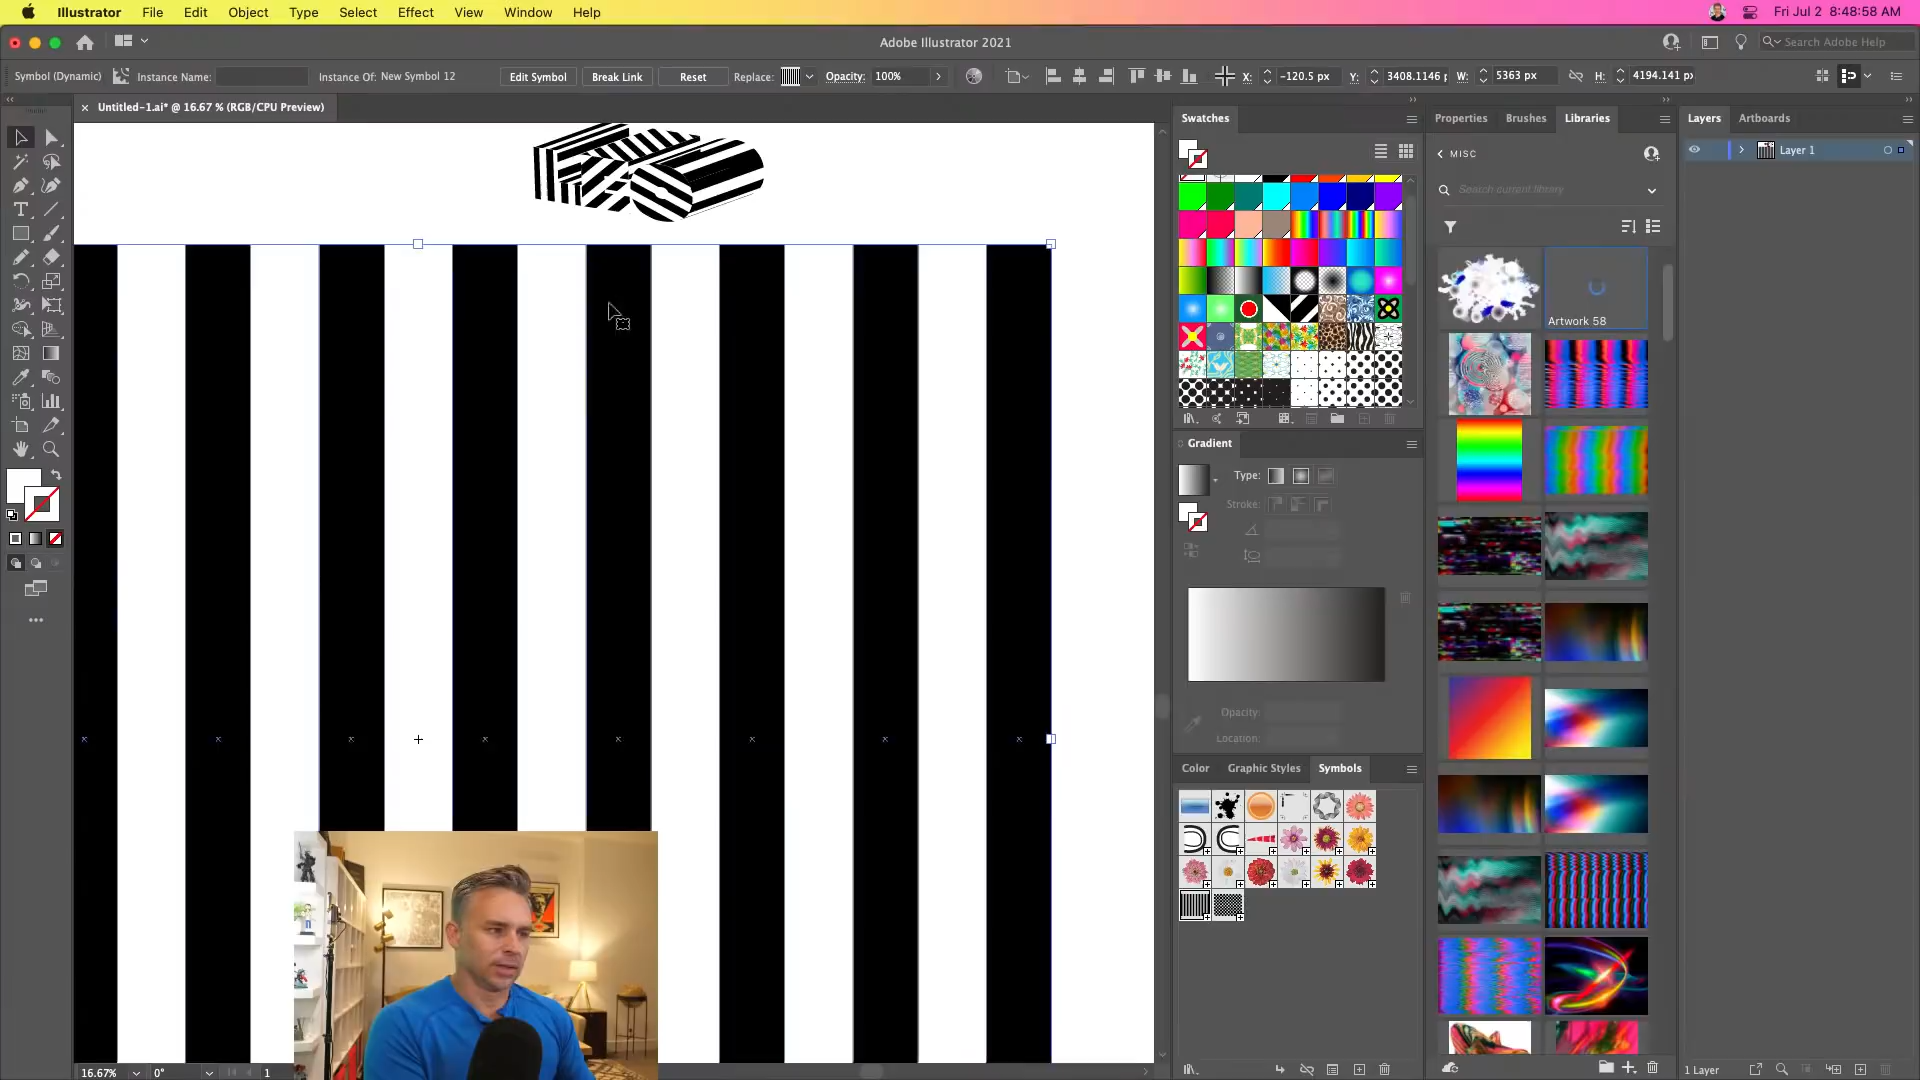 Illustrator File Edit Object Type Select Effect View Window Help Fri Jul 2 8:48:58 AM
Adobe Illustrator 2021 Search Adobe Help
Symbol (Dynamic) Instance Name: Instance Of: New Symbol 12 Edit Symbol Break Link Reset Replace: Opacity: 100% X: -120.5 px Y: 3408.1146 p W: 5363 px H: 4194.141 px
× Untitled-1.ai* @ 16.67 % (RGB/CPU Preview)
Swatches Properties Brushes Libraries Layers Artboards
MISC Layer 1
Search current library
Artwork 58
Gradient
Type:
Stroke:
Opacity:
Location:
Color Graphic Styles Symbols
16.67% 0° 1 1 Layer